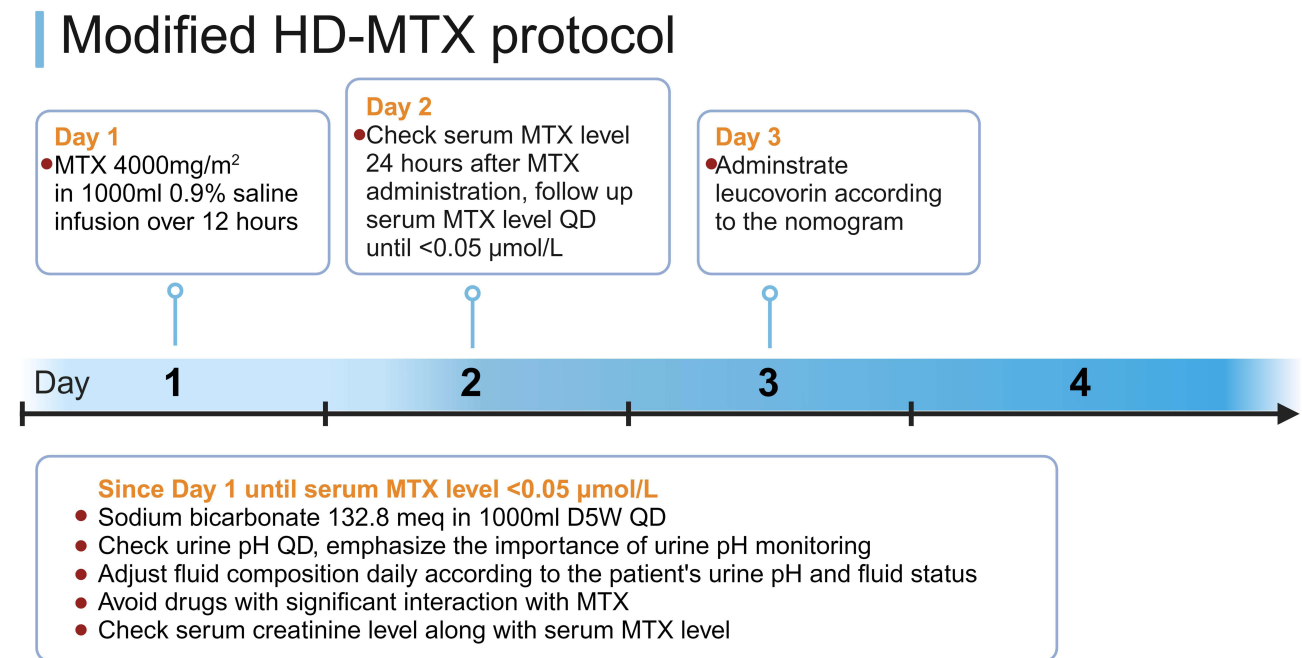 Modified HD-MTX protocol
Day 1
MTX 4000mg/m²
in 1000ml 0.9% saline
infusion over 12 hours
Day 2
Check serum MTX level
24 hours after MTX
administration, follow up
serum MTX level QD
until <0.05 μmol/L
Day 3
Adminstrate
leucovorin according
to the nomogram
Day 1 2 3 4
Since Day 1 until serum MTX level <0.05 μmol/L
Sodium bicarbonate 132.8 meq in 1000ml D5W QD
Check urine pH QD, emphasize the importance of urine pH monitoring
Adjust fluid composition daily according to the patient's urine pH and fluid status
Avoid drugs with significant interaction with MTX
Check serum creatinine level along with serum MTX level